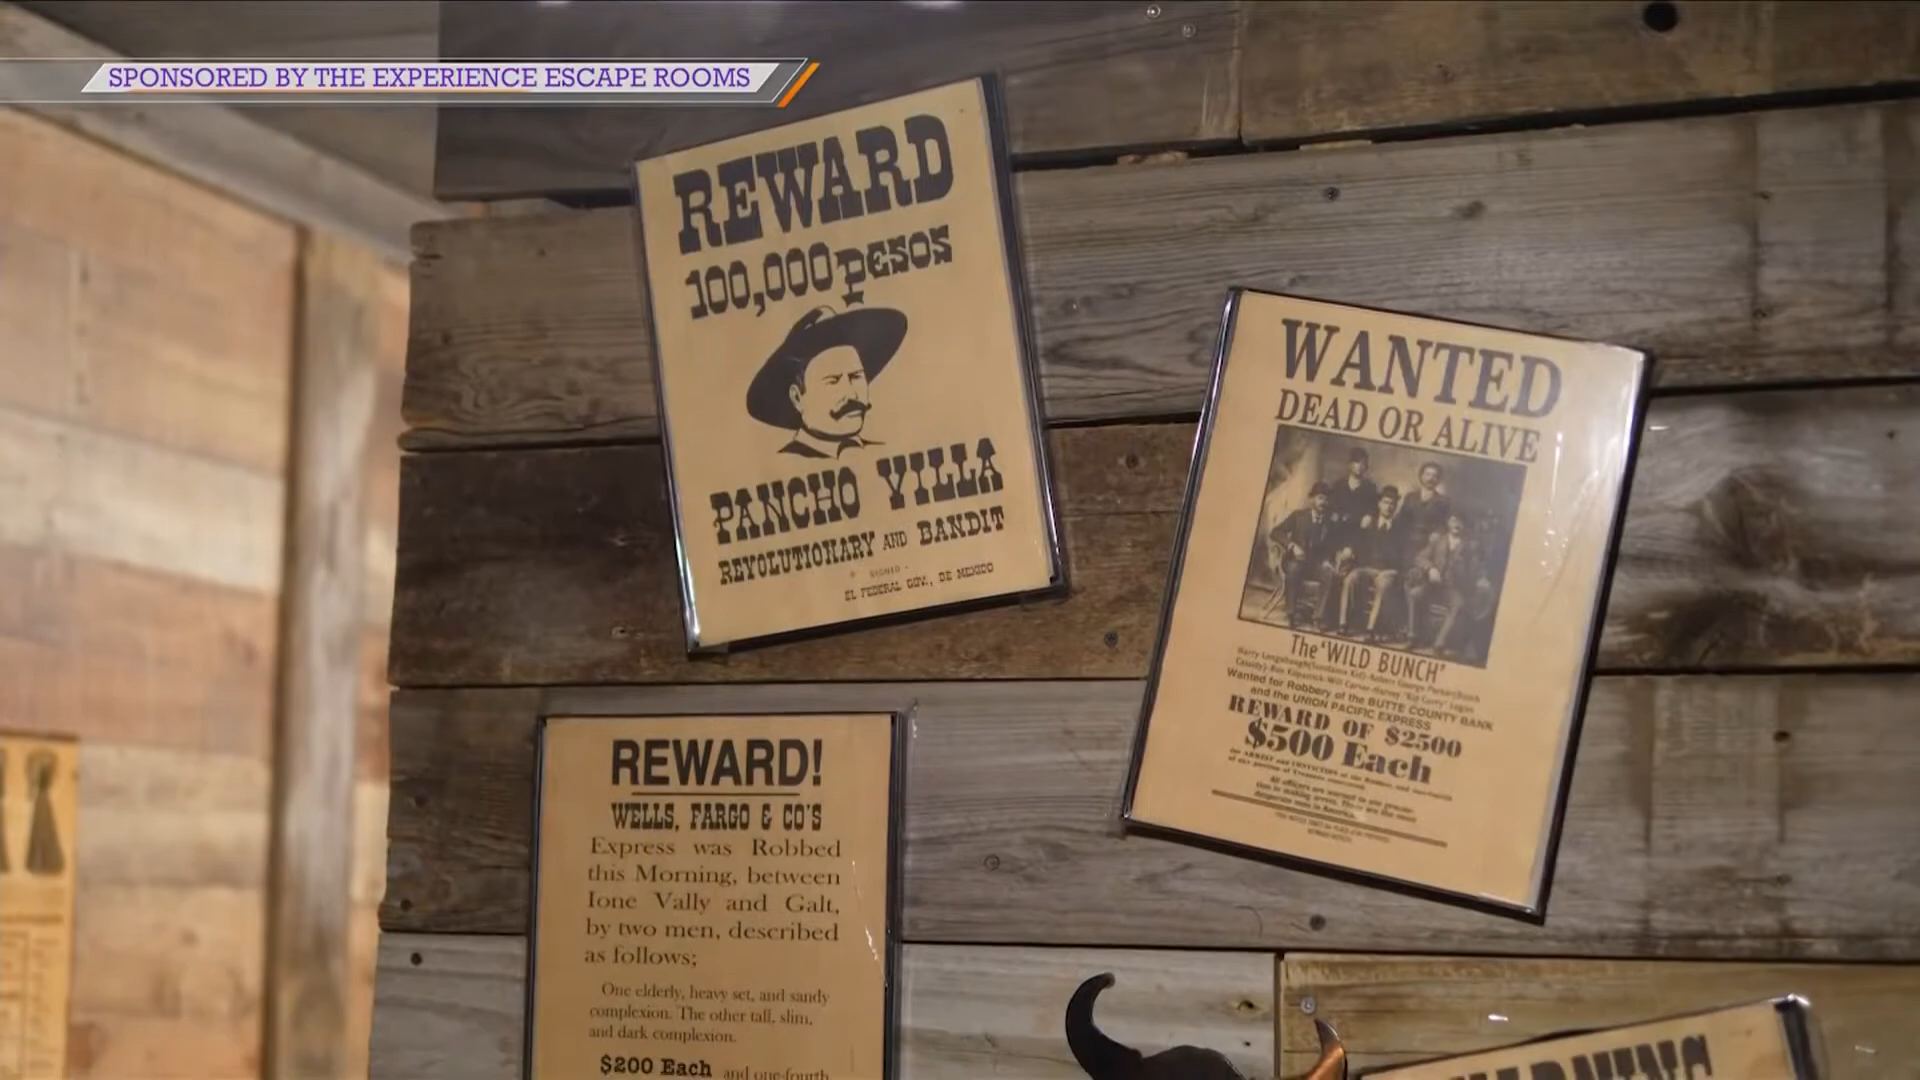 SPONSORED BY THE EXPERIENCE ESCAPE ROOMS
REWARD
100,000 PESOS
PANCHO VILLA
REVOLUTIONARY AND BANDIT
SIGNED
EL FEDERAL GOV., DE MEXICO
WANTED
DEAD OR ALIVE
The 'WILD BUNCH'
Wanted for Robbery of the BUTTE COUNTY BANK
and the UNION PACIFIC EXPRESS
REWARD OF $2500
$500 Each
REWARD!
WELLS, FARGO & CO'S
Express was Robbed
this Morning, between
Ione Vally and Galt,
by two men, described
as follows;
One elderly, heavy set, and sandy
complexion. The other tall, slim,
and dark complexion.
$200 Each and one-fourth